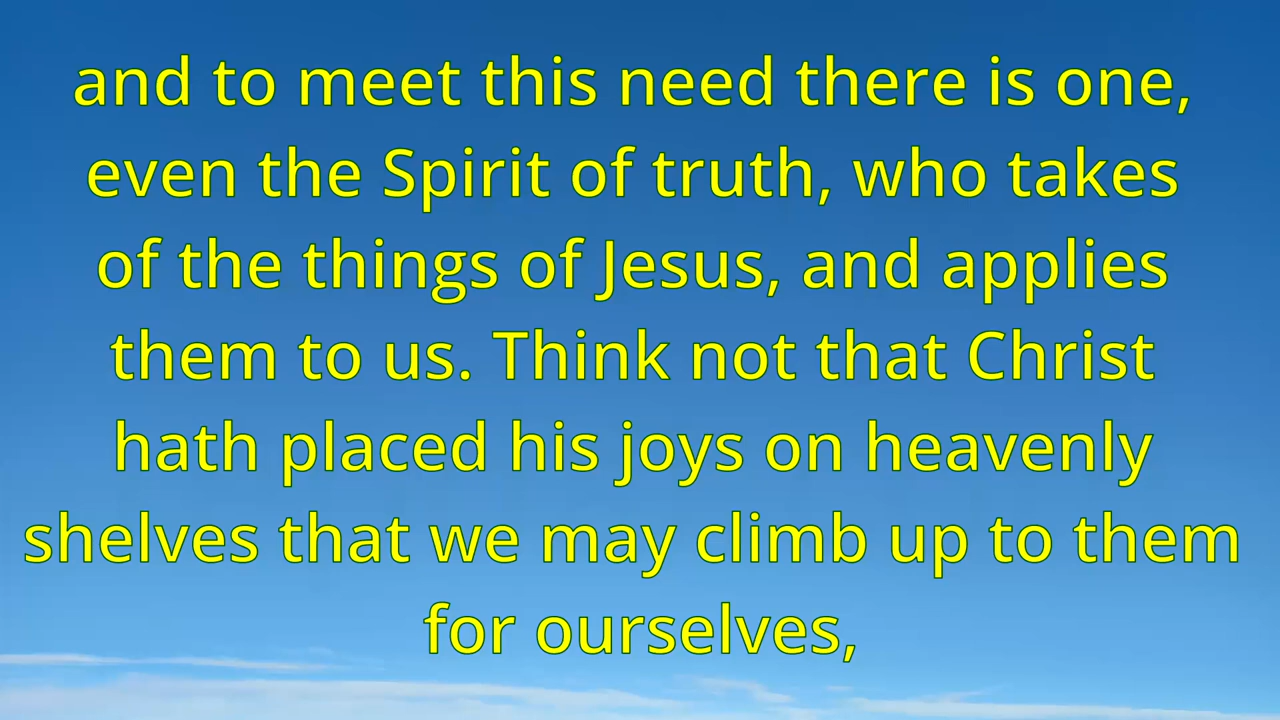 and to meet this need there is one,
even the Spirit of truth, who takes
of the things of Jesus, and applies
them to us. Think not that Christ
hath placed his joys on heavenly
shelves that we may climb up to them
for ourselves,